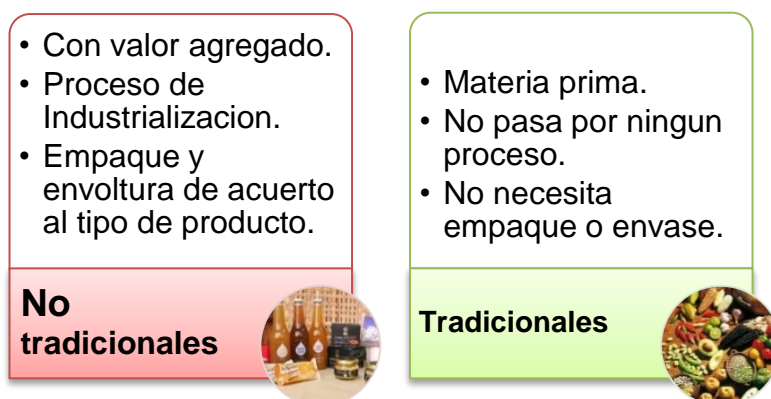 • Con valor agregado.
• Proceso de
Industrializacion.
• Empaque y
envoltura de acuerto
al tipo de producto.
No
tradicionales
• Materia prima.
• No pasa por ningun
proceso.
• No necesita
empaque o envase.
Tradicionales